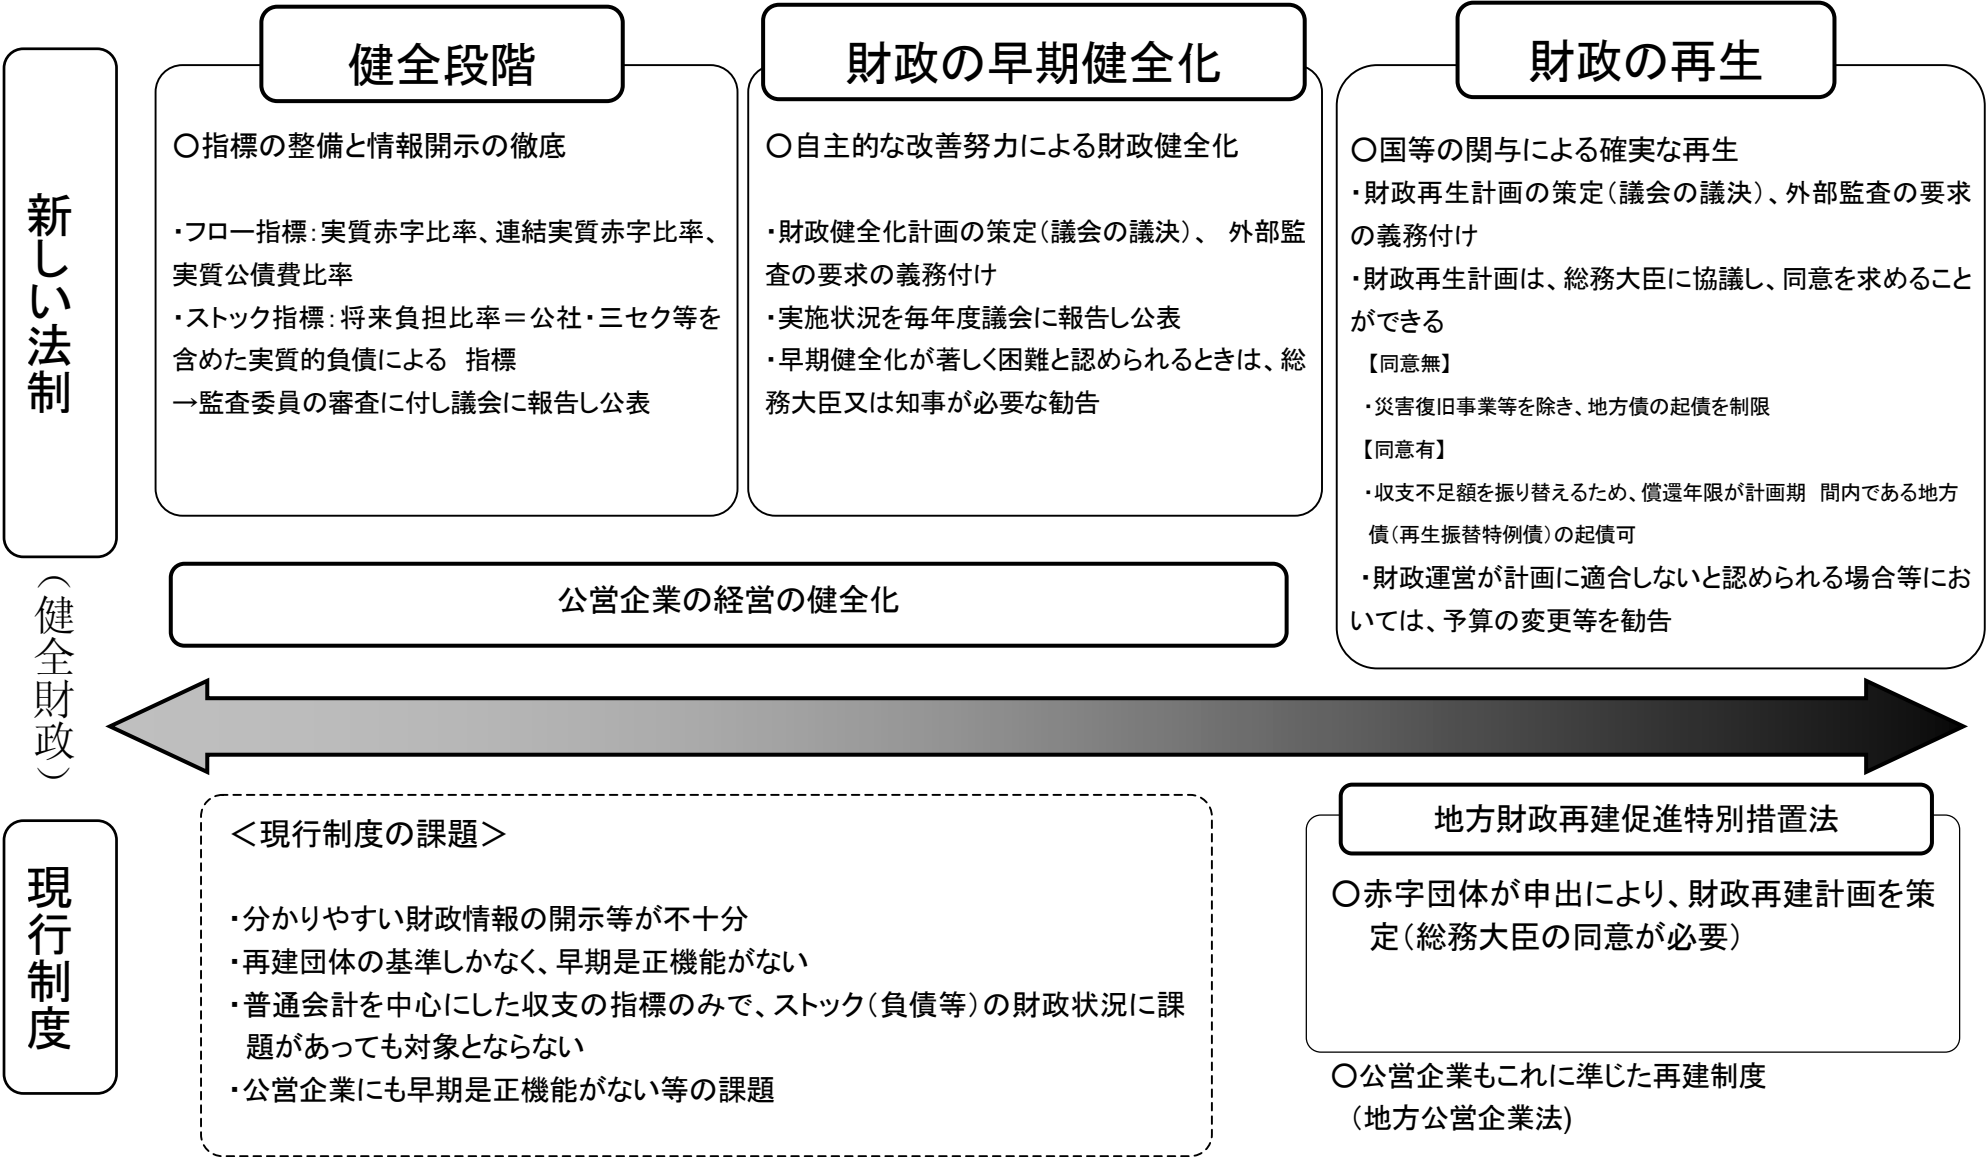 新しい法制
健全段階
〇指標の整備と情報開示の徹底
・フロー指標：実質赤字比率、連結実質赤字比率、
実質公債費比率
・ストック指標：将来負担比率＝公社・三セク等を
含めた実質的負債による　指標
→監査委員の審査に付し議会に報告し公表
財政の早期健全化
〇自主的な改善努力による財政健全化
・財政健全化計画の策定（議会の議決）、　外部監
査の要求の義務付け
・実施状況を毎年度議会に報告し公表
・早期健全化が著しく困難と認められるときは、総
務大臣又は知事が必要な勧告
財政の再生
〇国等の関与による確実な再生
・財政再生計画の策定（議会の議決）、外部監査の要求
の義務付け
・財政再生計画は、総務大臣に協議し、同意を求めること
ができる
【同意無】
・災害復旧事業等を除き、地方債の起債を制限
【同意有】
・収支不足額を振り替えるため、償還年限が計画期　間内である地方
債（再生振替特例債）の起債可
・財政運営が計画に適合しないと認められる場合等にお
いては、予算の変更等を勧告
公営企業の経営の健全化
（健全財政）
現行制度
＜現行制度の課題＞
・分かりやすい財政情報の開示等が不十分
・再建団体の基準しかなく、早期是正機能がない
・普通会計を中心にした収支の指標のみで、ストック（負債等）の財政状況に課
題があっても対象とならない
・公営企業にも早期是正機能がない等の課題
地方財政再建促進特別措置法
〇赤字団体が申出により、財政再建計画を策
定（総務大臣の同意が必要）
〇公営企業もこれに準じた再建制度
（地方公営企業法)